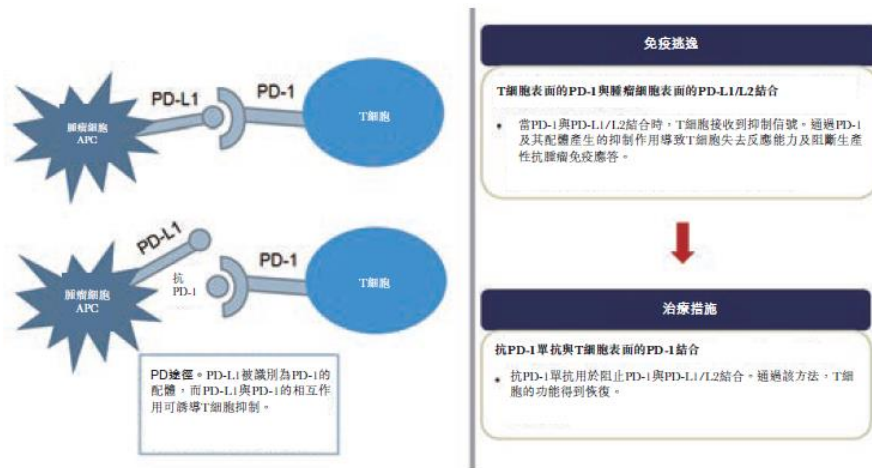 PD-L1
PD-1
腫瘤細胞
APC
T細胞
PD-L1
抗
PD-1
PD-1
腫瘤細胞
APC
T細胞
PD途徑。PD-L1被識別為PD-1的
配體，而PD-L1與PD-1的相互作
用可誘導T細胞抑制。
免疫逃逸
T細胞表面的PD-1與腫瘤細胞表面的PD-L1/L2結合
• 當PD-1與PD-L1/L2結合時，T細胞接收到抑制信號。通過PD-1
及其配體產生的抑制作用導致T細胞失去反應能力及阻斷生產
性抗腫瘤免疫應答。
治療措施
抗PD-1單抗與T細胞表面的PD-1結合
• 抗PD-1單抗用於阻止PD-1與PD-L1/L2結合。通過該方法，T細
胞的功能得到恢復。